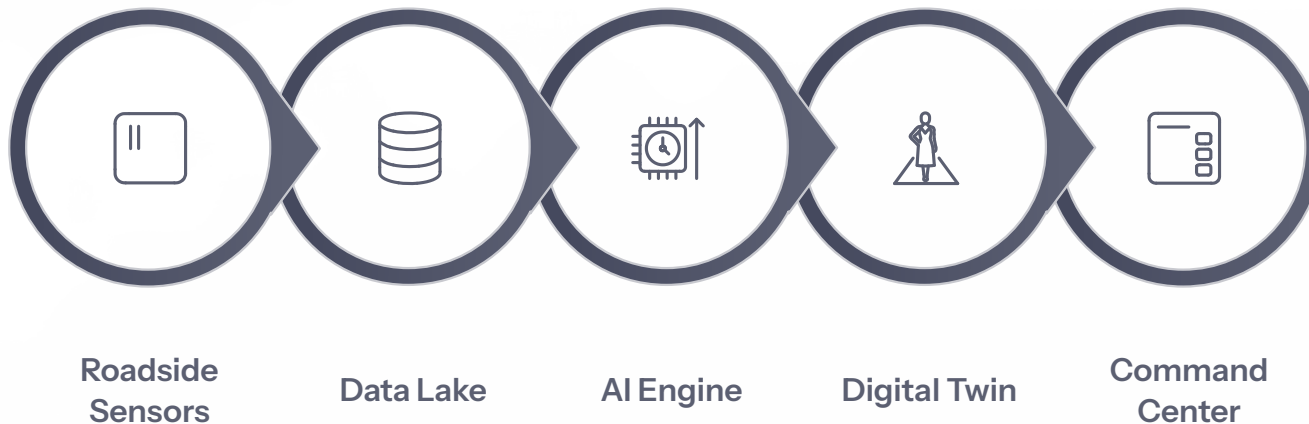 Roadside
Sensors
Data Lake
AI Engine
Digital Twin
Command
Center